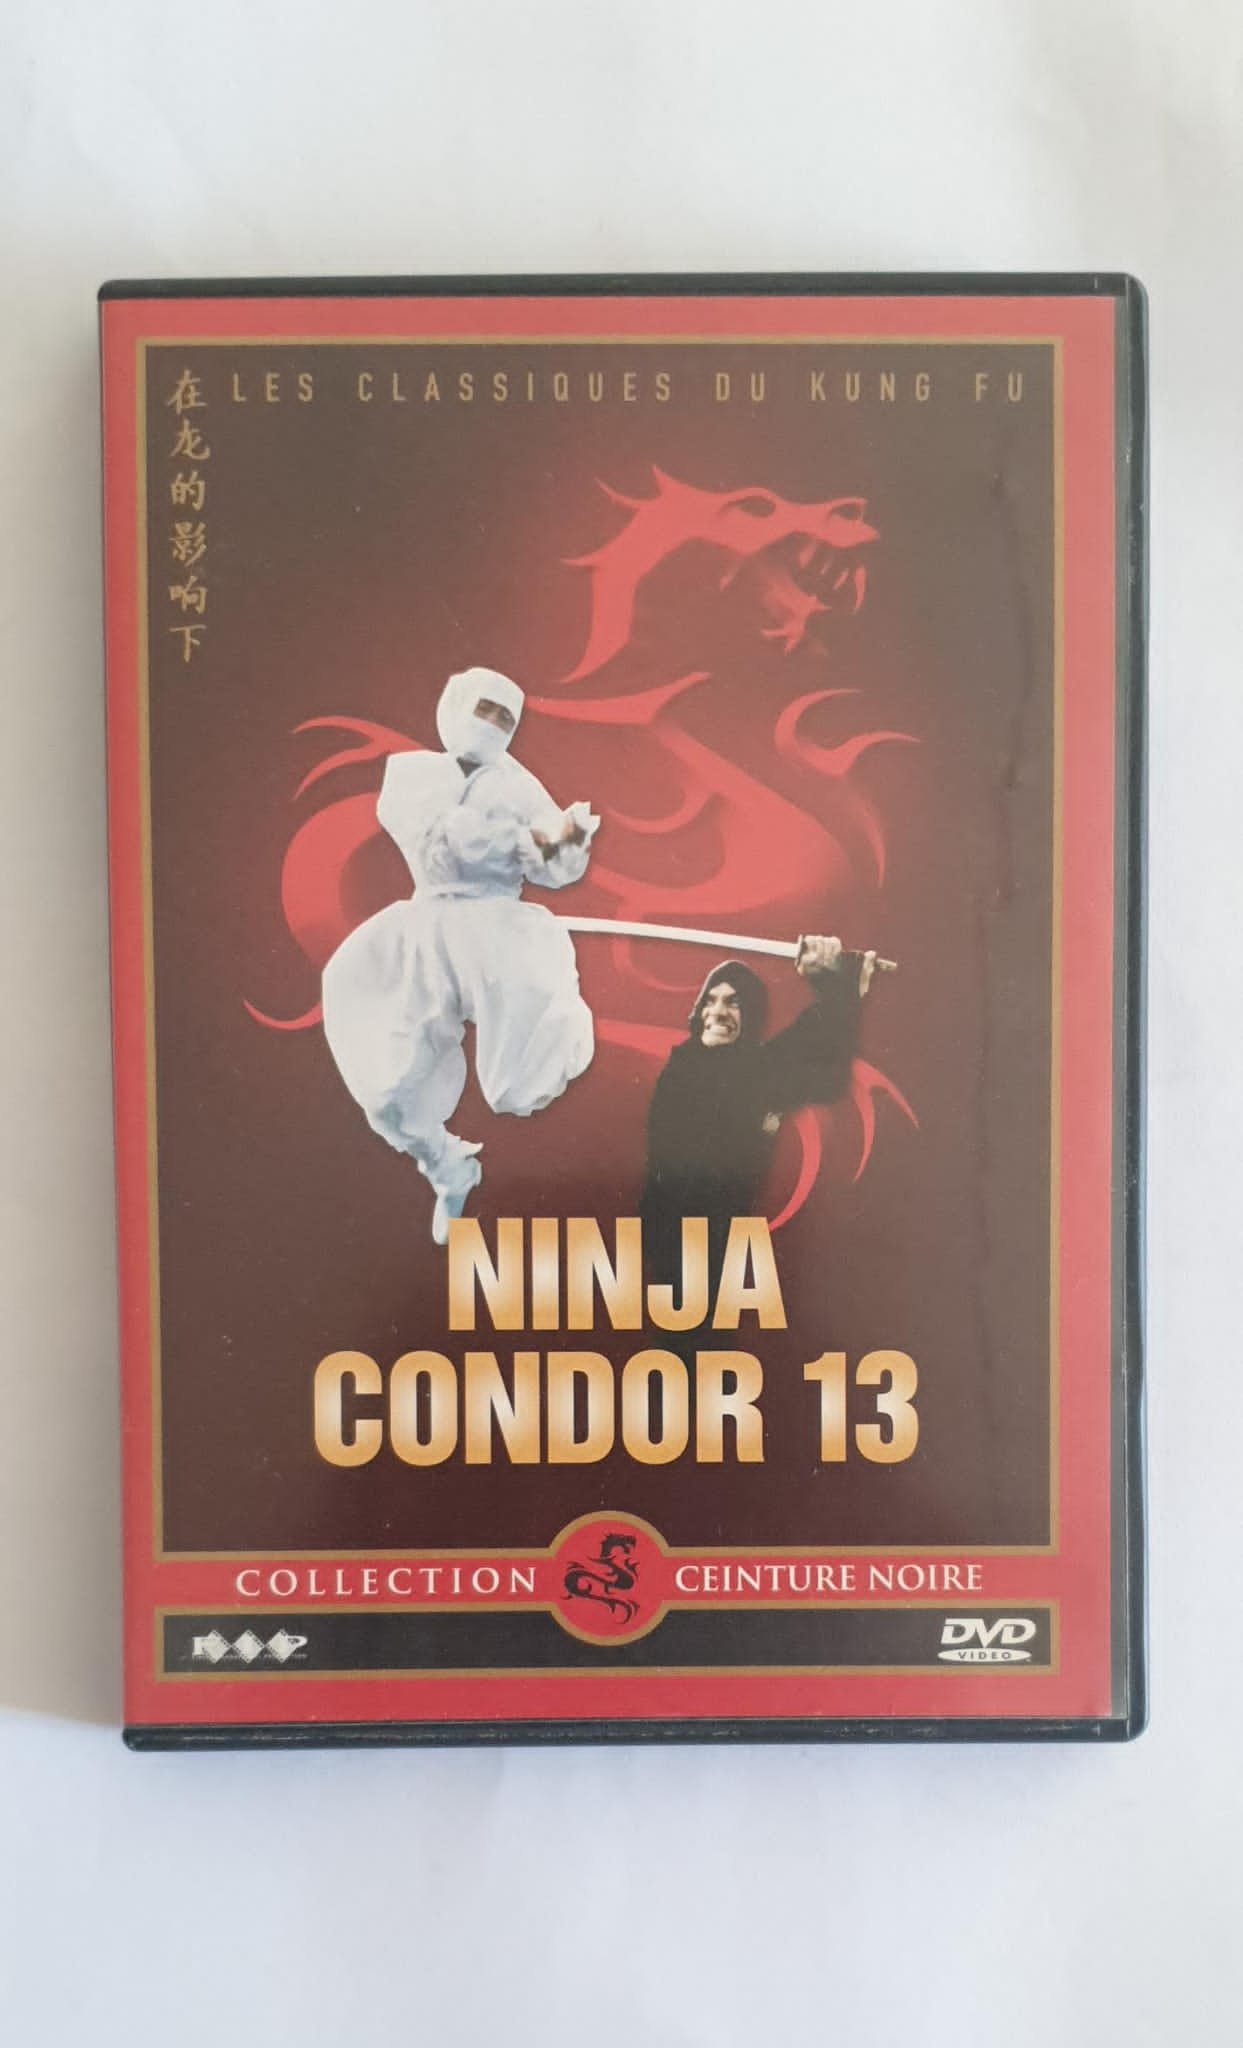 LES CLASSIQUES DU KUNG FU
在龙的影响下
NINJA
CONDOR 13
COLLECTION CEINTURE NOIRE
DVD
VIDEO